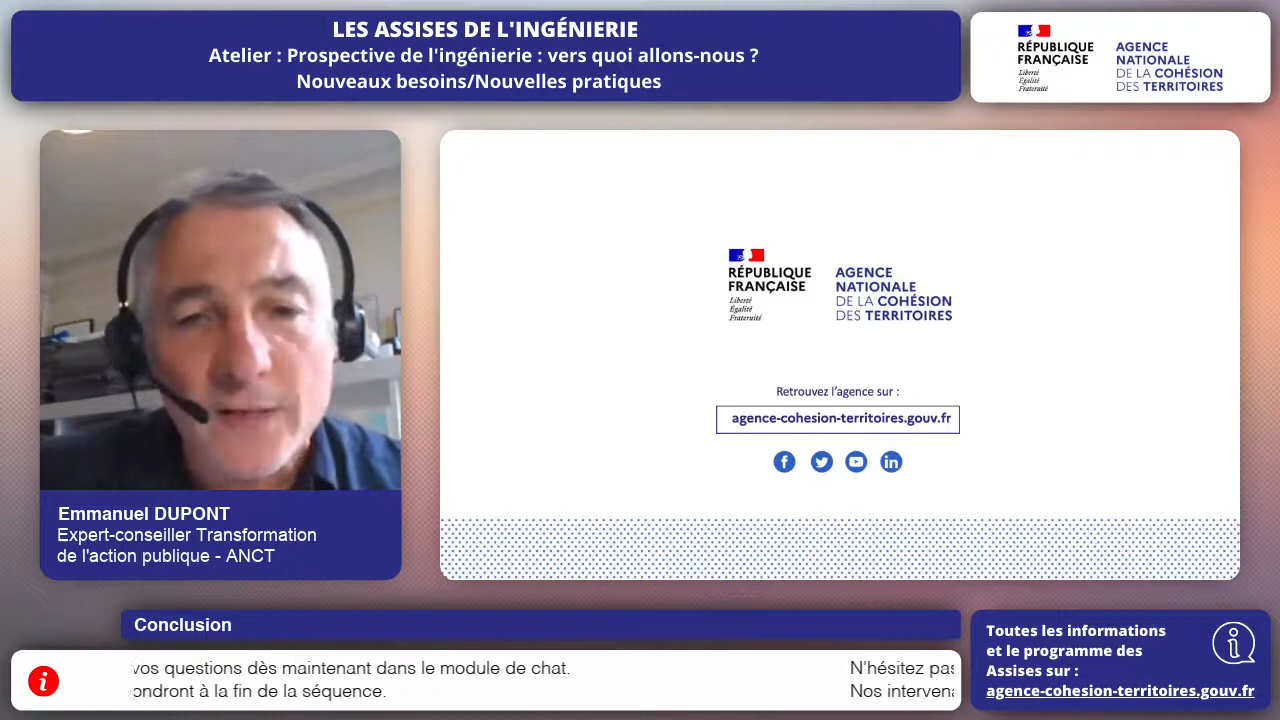 LES ASSISES DE L'INGÉNIERIE
Atelier : Prospective de l'ingénierie : vers quoi allons-nous ?
Nouveaux besoins/Nouvelles pratiques
RÉPUBLIQUE
FRANÇAISE
Liberté
Égalité
Fraternité
AGENCE
NATIONALE
DE LA COHÉSION
DES TERRITOIRES
RÉPUBLIQUE
FRANÇAISE
Liberté
Égalité
Fraternité
AGENCE
NATIONALE
DE LA COHÉSION
DES TERRITOIRES
Retrouvez l'agence sur :
agence-cohesion-territoires.gouv.fr
Emmanuel DUPONT
Expert-conseiller Transformation
de l'action publique - ANCT
Conclusion
vos questions dès maintenant dans le module de chat.
ondront à la fin de la séquence.
N'hésitez pas
Nos intervena
Toutes les informations
et le programme des
Assises sur :
agence-cohesion-territoires.gouv.fr